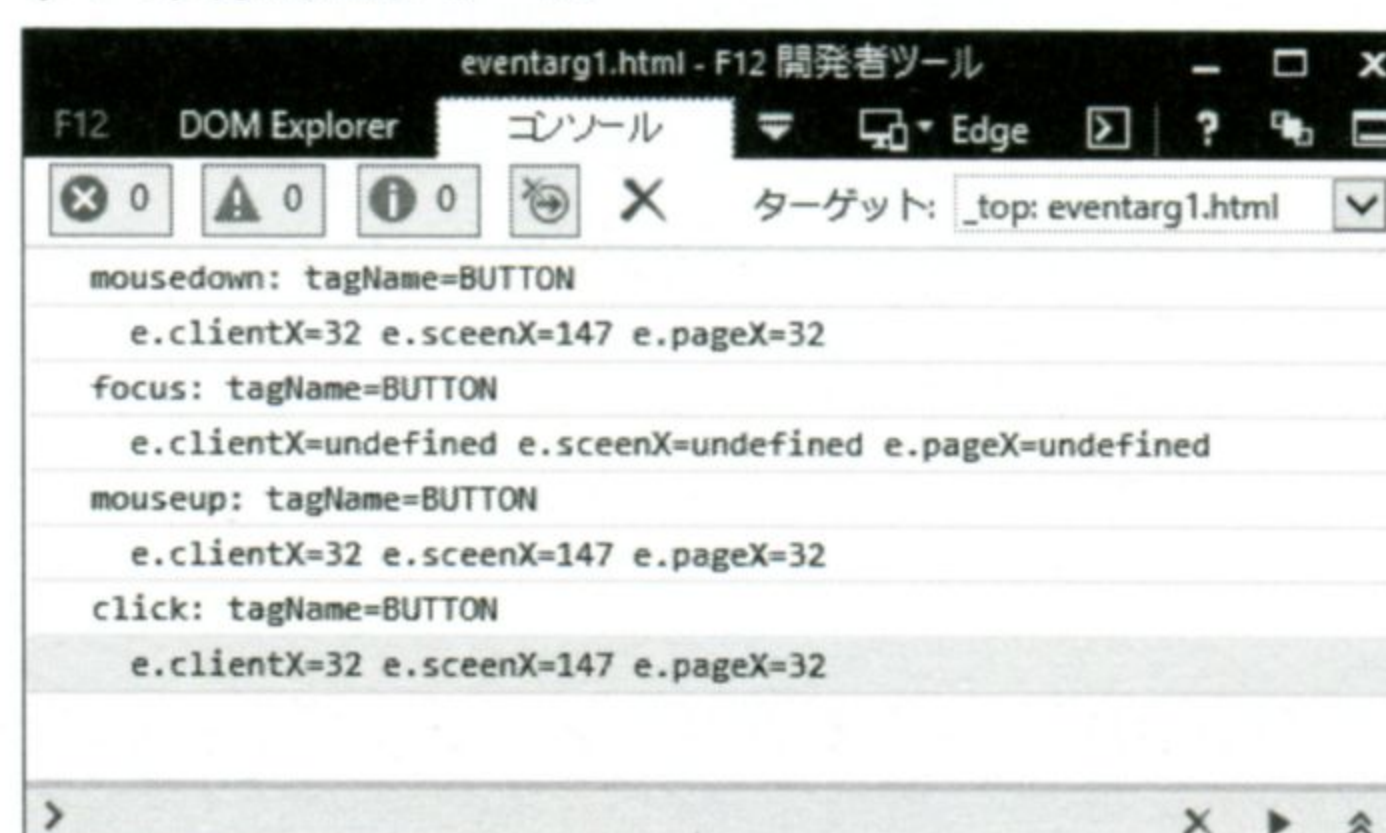 eventarg1.html - F12 開発者ツール
F12 DOM Explorer コンソール Edge ?
0 0 0 ターゲット: _top: eventarg1.html
mousedown: tagName=BUTTON
e.clientX=32 e.sceenX=147 e.pageX=32
focus: tagName=BUTTON
e.clientX=undefined e.sceenX=undefined e.pageX=undefined
mouseup: tagName=BUTTON
e.clientX=32 e.sceenX=147 e.pageX=32
click: tagName=BUTTON
e.clientX=32 e.sceenX=147 e.pageX=32